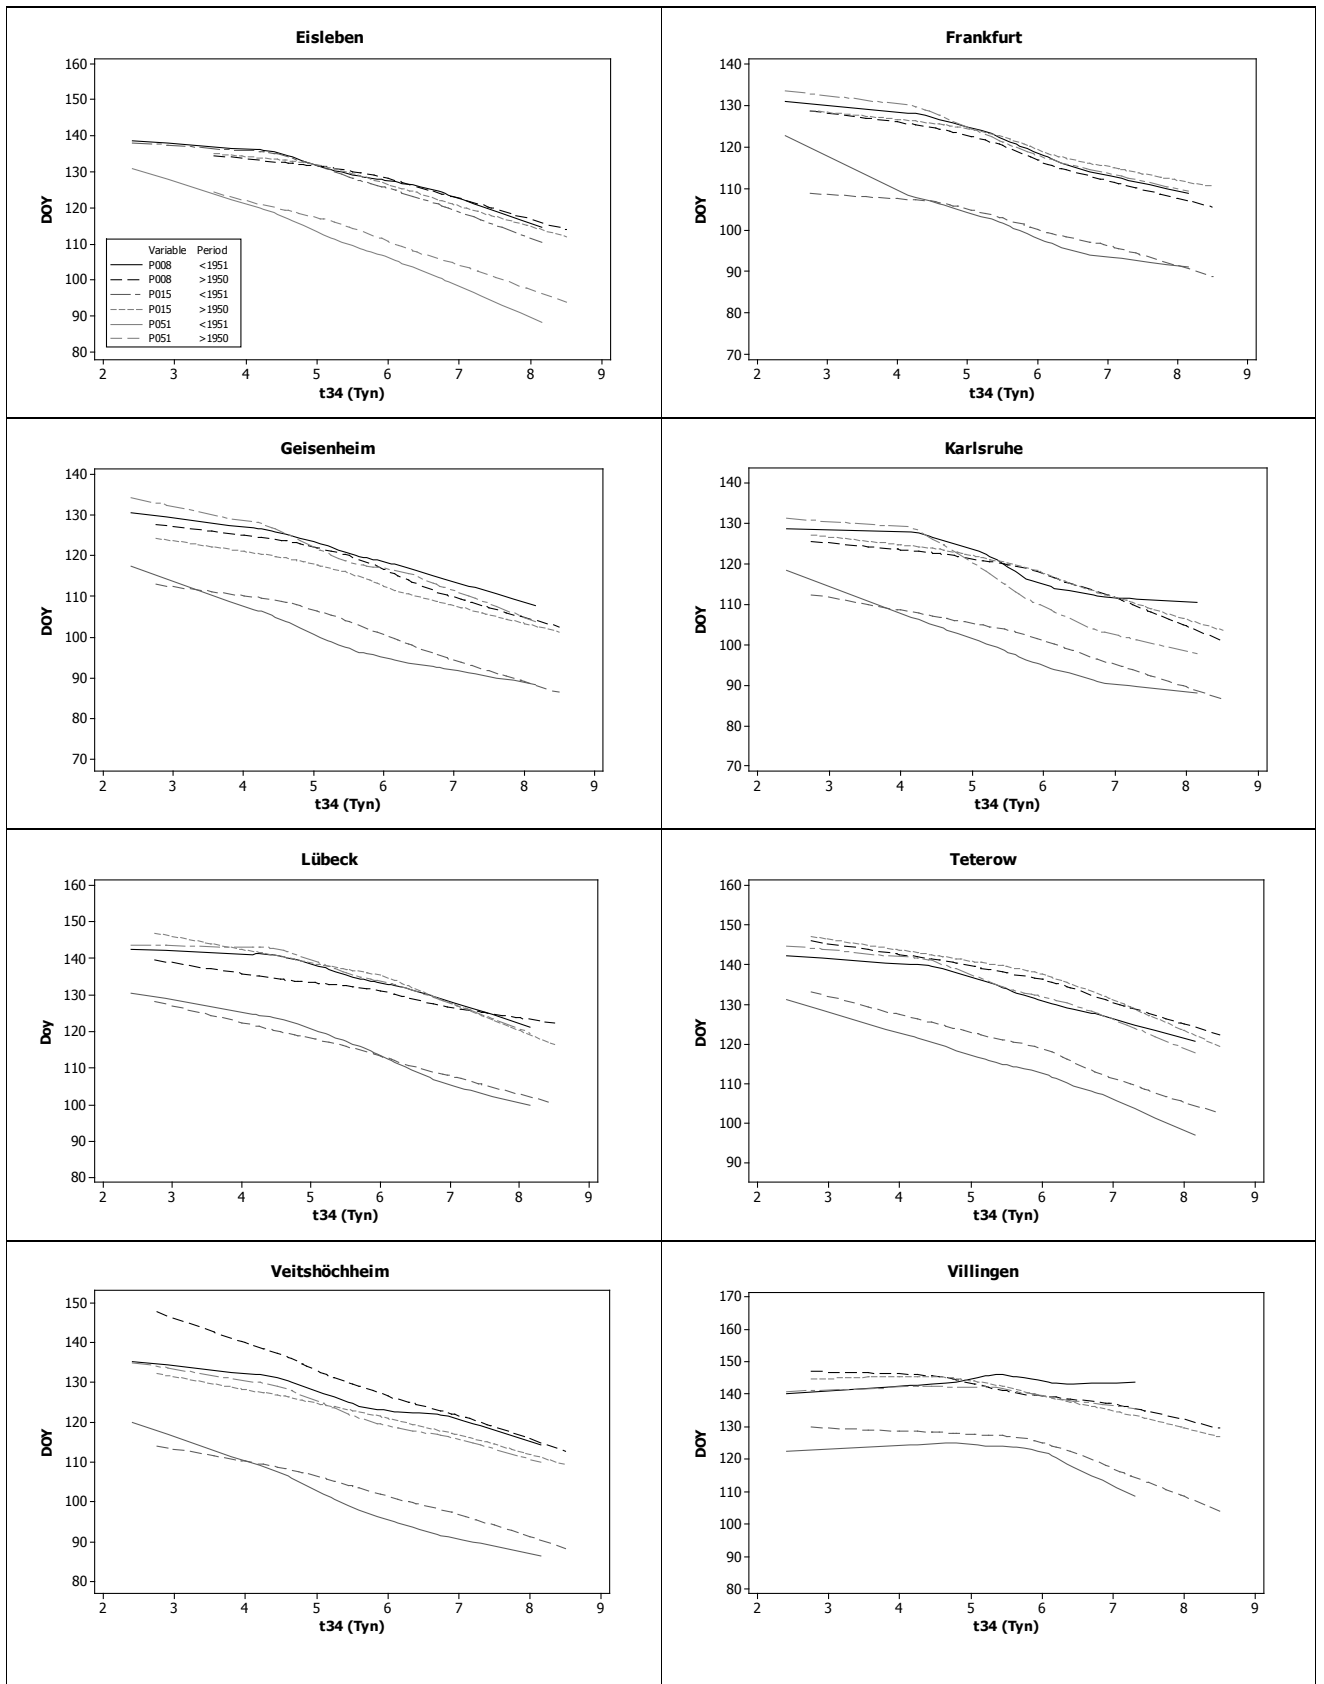 Eisleben
160
150
140
130
120
110
100
90
80
DOY
Variable Period
P008 <1951
P008 >1950
P015 <1951
P015 >1950
P051 <1951
P051 >1950
2 3 4 5 6 7 8 9
t34 (Tyn)
Frankfurt
140
130
120
110
100
90
80
70
DOY
2 3 4 5 6 7 8 9
t34 (Tyn)
Geisenheim
140
130
120
110
100
90
80
70
DOY
2 3 4 5 6 7 8 9
t34 (Tyn)
Karlsruhe
140
130
120
110
100
90
80
70
DOY
2 3 4 5 6 7 8 9
t34 (Tyn)
Lübeck
160
150
140
130
120
110
100
90
80
Doy
2 3 4 5 6 7 8 9
t34 (Tyn)
Teterow
160
150
140
130
120
110
100
90
DOY
2 3 4 5 6 7 8 9
t34 (Tyn)
Veitshöchheim
150
140
130
120
110
100
90
80
DOY
2 3 4 5 6 7 8 9
t34 (Tyn)
Villingen
170
160
150
140
130
120
110
100
90
80
DOY
2 3 4 5 6 7 8 9
t34 (Tyn)